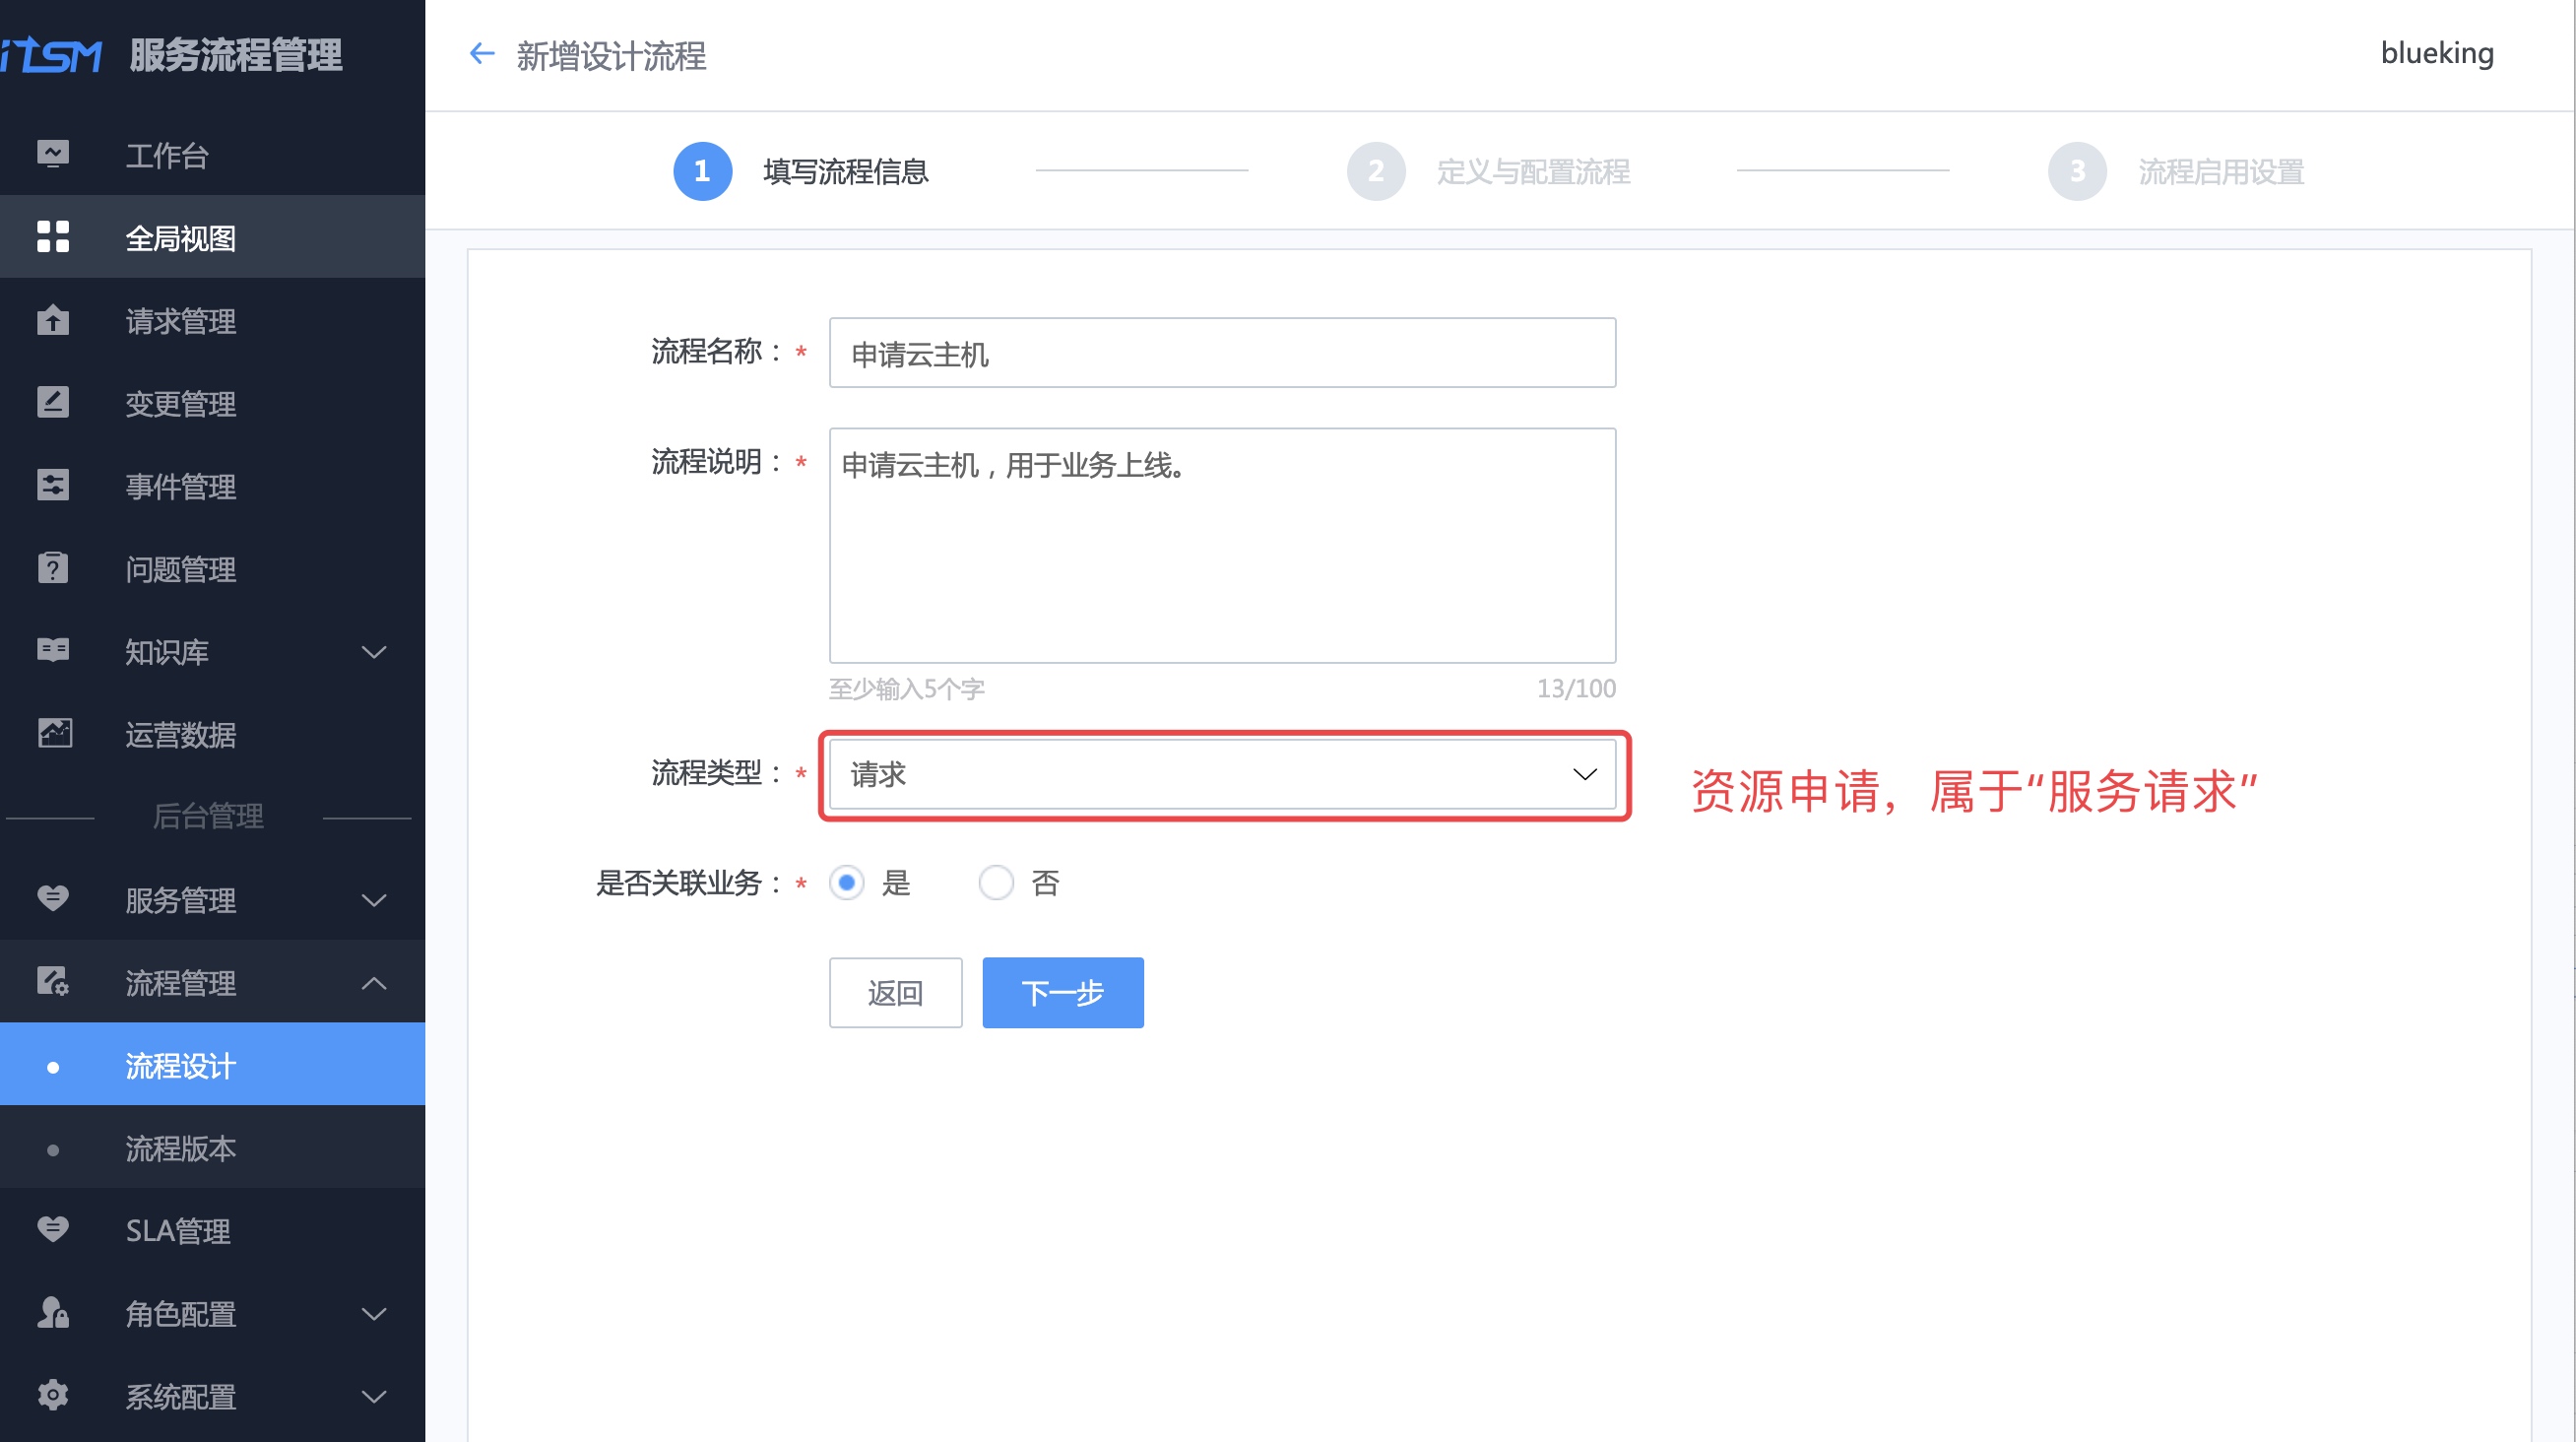 iTSM 服务流程管理
工作台
全局视图
请求管理
变更管理
事件管理
问题管理
知识库
运营数据
后台管理
服务管理
流程管理
流程设计
流程版本
SLA管理
角色配置
系统配置
新增设计流程
blueking
1 填写流程信息
2 定义与配置流程
3 流程启用设置
流程名称：* 申请云主机
流程说明：* 申请云主机，用于业务上线。
至少输入5个字 13/100
流程类型：* 请求
资源申请，属于“服务请求”
是否关联业务：* 是 否
返回 下一步